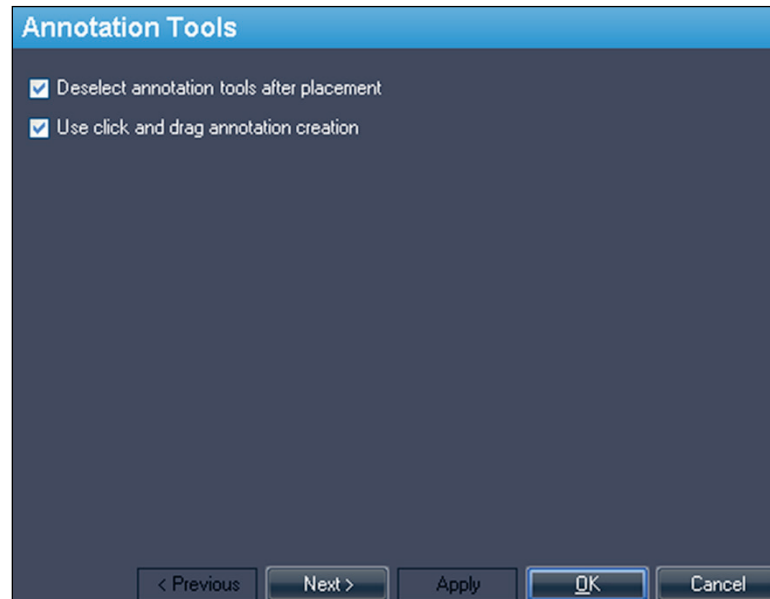 Annotation Tools
Deselect annotation tools after placement
Use click and drag annotation creation
< Previous Next > Apply OK Cancel